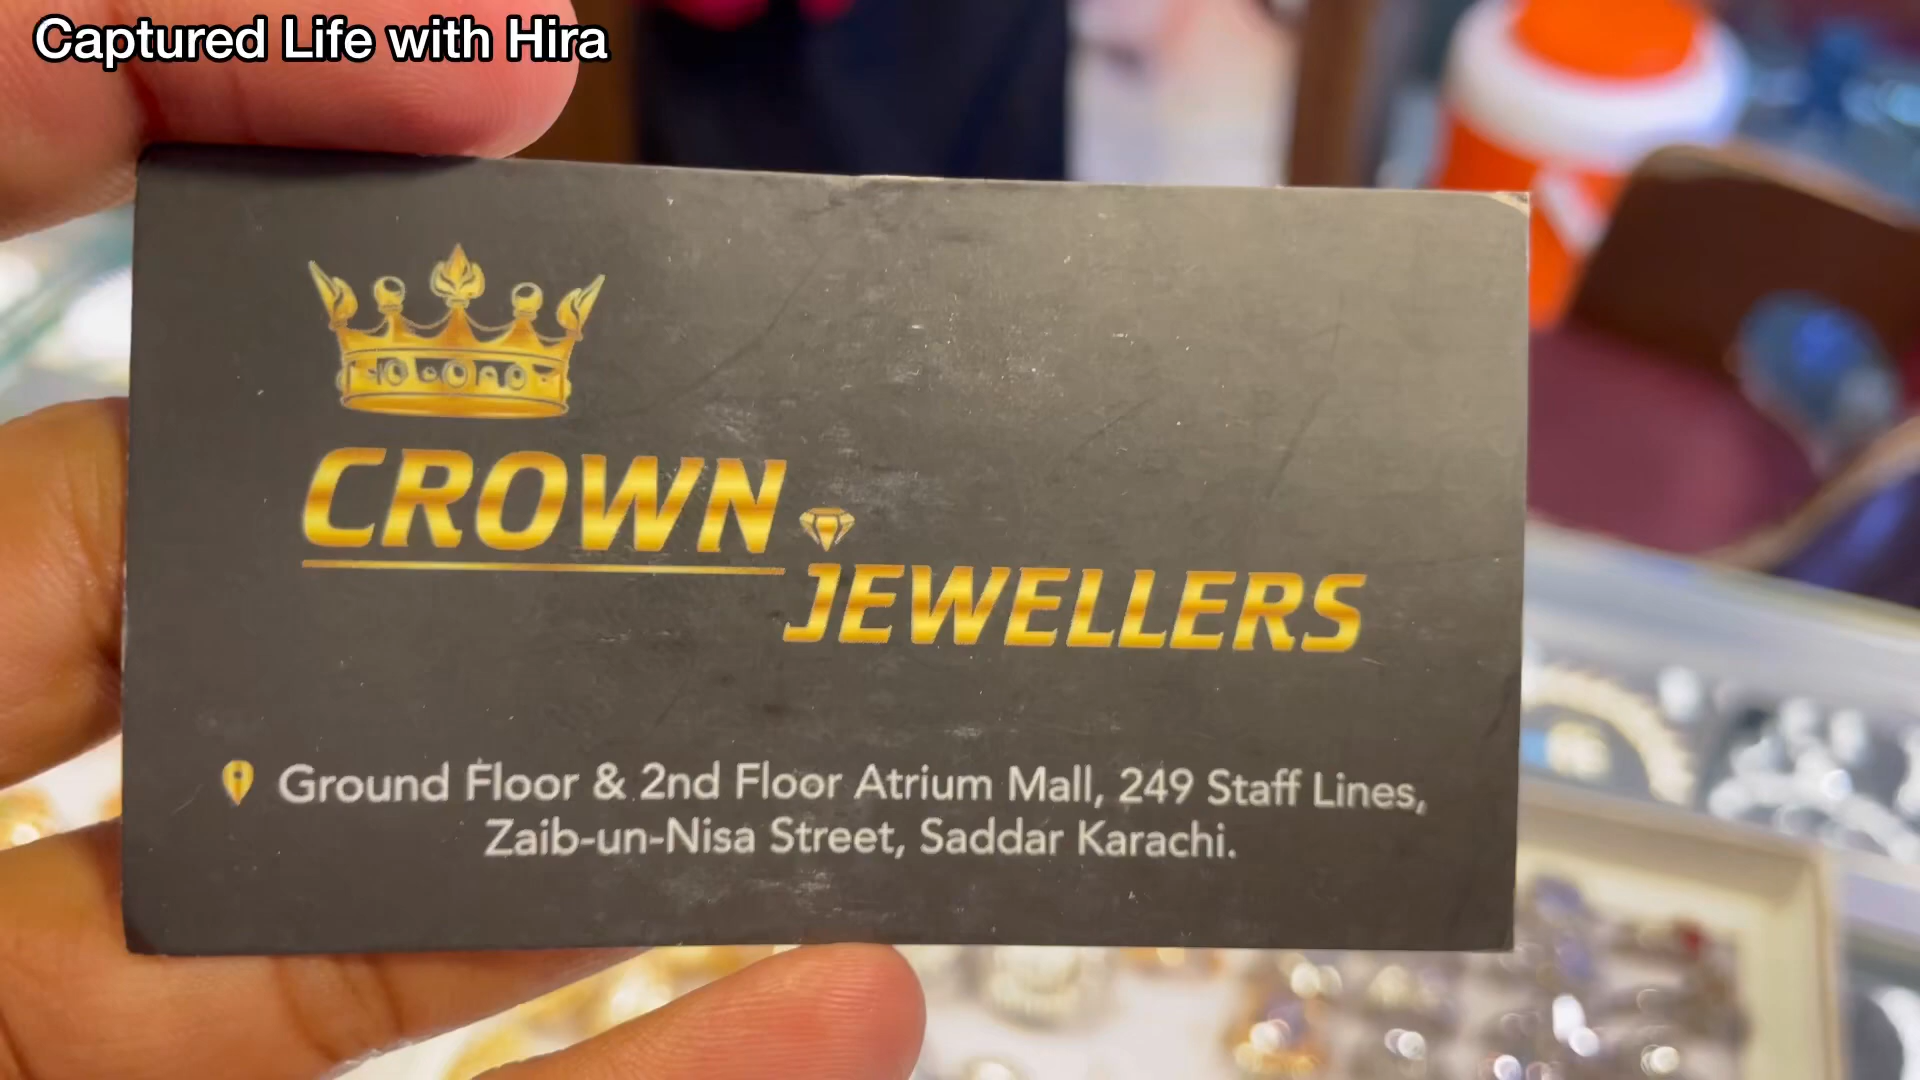 Captured Life with Hira
CROWN
JEWELLERS
Ground Floor & 2nd Floor Atrium Mall, 249 Staff Lines,
Zaib-un-Nisa Street, Saddar Karachi.